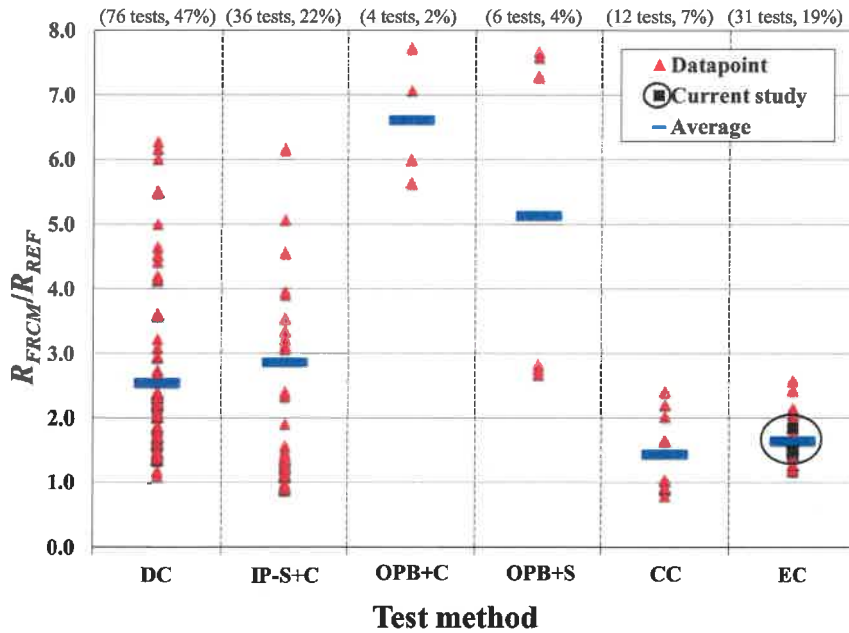 (76 tests, 47%) (36 tests, 22%) (4 tests, 2%) (6 tests, 4%) (12 tests, 7%) (31 tests, 19%)
8.0
7.0
6.0
5.0
4.0
3.0
2.0
1.0
0.0
R_FRCM/R_REF
Datapoint
Current study
Average
DC IP-S+C OPB+C OPB+S CC EC
Test method